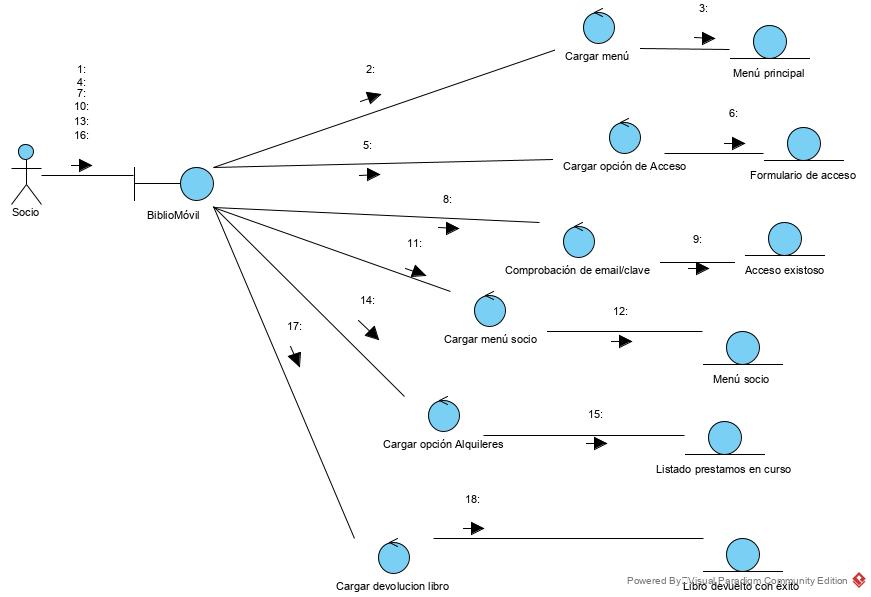 3:
Cargar menú
Menú principal
1:
4:
7:
10:
13:
16:
2:
6:
5:
Cargar opción de Acceso
Formulario de acceso
Socio
BiblioMóvil
8:
9:
11:
Comprobación de email/clave
Acceso existoso
14:
12:
17:
Cargar menú socio
Menú socio
15:
Cargar opción Alquileres
Listado prestamos en curso
18:
Cargar devolucion libro
Libro devuelto con éxito
Powered By Visual Paradigm Community Edition